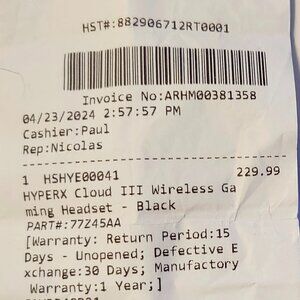 HST#:882906712RT0001
Invoice No:ARHM00381358
04/23/2024 2:57:57 PM
Cashier:Paul
Rep:Nicolas
1 HSHYE00041 229.99
HYPERX Cloud III Wireless Ga
ming Headset - Black
PART#:77Z45AA
[Warranty: Return Period:15
Days - Unopened; Defective E
xchange:30 Days; Manufactory
Warranty:1 Year;]